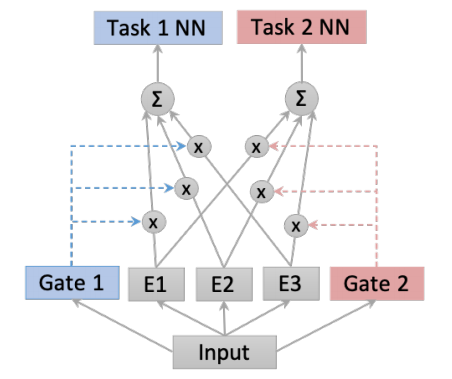 Task 1 NN
Task 2 NN
Σ
Σ
x
x
x
x
x
x
Gate 1
E1
E2
E3
Gate 2
Input